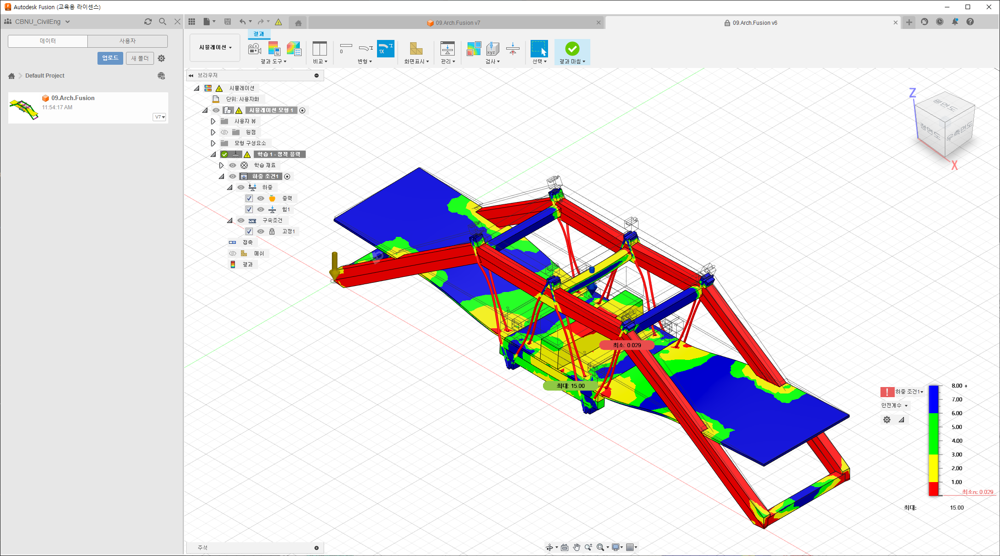 Autodesk Fusion (교육용 라이센스)
CBNU_CivilEng
09.Arch.Fusion v7
09.Arch.Fusion v6
데이터
사용자
업로드
새 폴더
Default Project
09.Arch.Fusion
11:54:17 AM
V7
시뮬레이션
결과
결과 도구
비교
0
1X
변형
화면표시
관리
xyz
검사
선택
결과 마침
브라우저
시뮬레이션
단위: 사용자화
시뮬레이션 모형 1
사용자 뷰
원점
모형 구성요소
학습 1 - 정적 응력
학습 재료
하중 조건1
하중
중력
힘1
구속조건
고정1
접촉
메쉬
결과
Z
평면도
정면도
우측면도
X
최소: 0.029
최대: 15.00
하중 조건1
안전계수
8.00 +
7.00
6.00
5.00
4.00
3.00
2.00
1.00
최소n: 0.029
최대:
15.00
주석